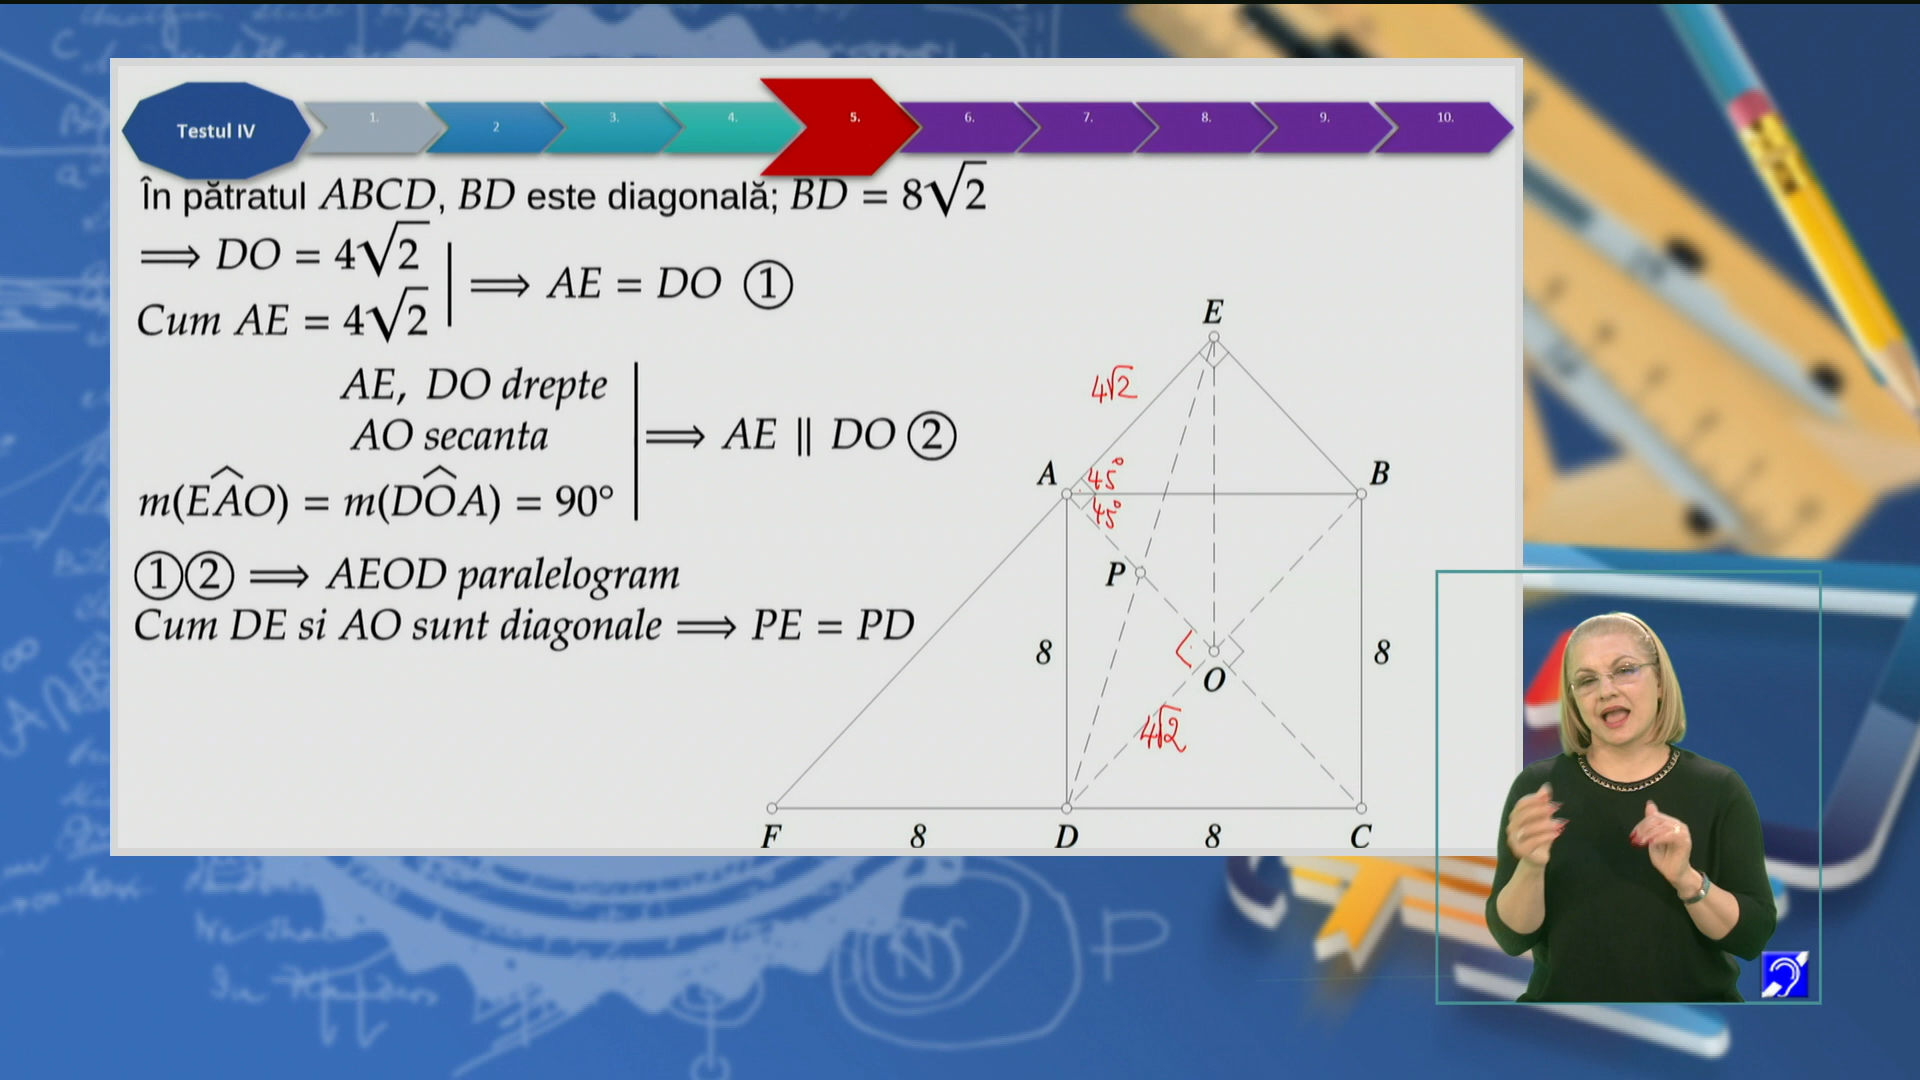 Testul IV
1.
2
3.
4.
5.
6.
7.
8.
9.
10.
În pătratul ABCD, BD este diagonală; BD = 8√2
⟹ DO = 4√2
Cum AE = 4√2
⟹ AE = DO ①
AE, DO drepte
AO secanta
m(EÂO) = m(DÔA) = 90°
⟹ AE ∥ DO ②
①② ⟹ AEOD paralelogram
Cum DE si AO sunt diagonale ⟹ PE = PD
E
4√2
A
45°
45°
B
P
8
O
8
4√2
F
8
D
8
C
N
P